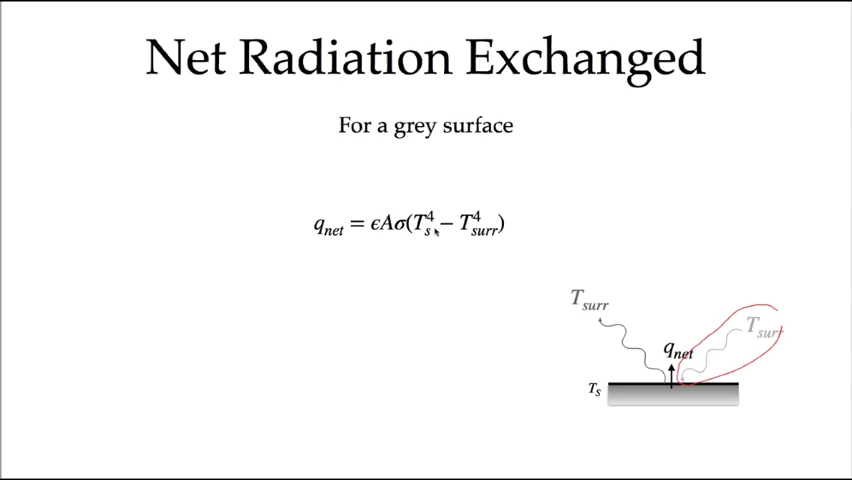 Net Radiation Exchanged
For a grey surface
q_net = ϵAσ(T_s^4 − T_surr^4)
T_surr
T_surr
q_net
T_s